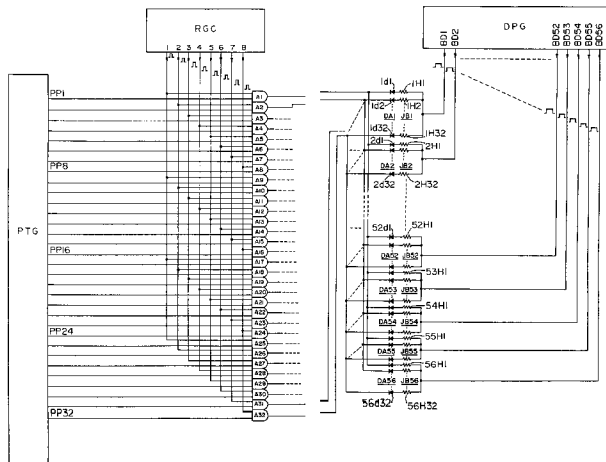 RGC
1 2 3 4 5 6 7 8
DPG
BD1
BD2
BD52
BD53
BD54
BD55
BD56
PTG
PP1
PP8
PP16
PP24
PP32
A1
A2
A3
A4
A5
A6
A7
A8
A9
A10
A11
A12
A13
A14
A15
A16
A17
A18
A19
A20
A21
A22
A23
A24
A25
A26
A27
A28
A29
A30
A31
A32
1d1 1H1
1d2 1H2
DA1 JB1
1d32 1H32
2d1 2H1
DA2 JB2
2d32 2H32
52d1 52H1
DA52 JB52
53H1
DA53 JB53
54H1
DA54 JB54
55H1
DA55 JB55
56H1
DA56 JB56
56d32 56H32